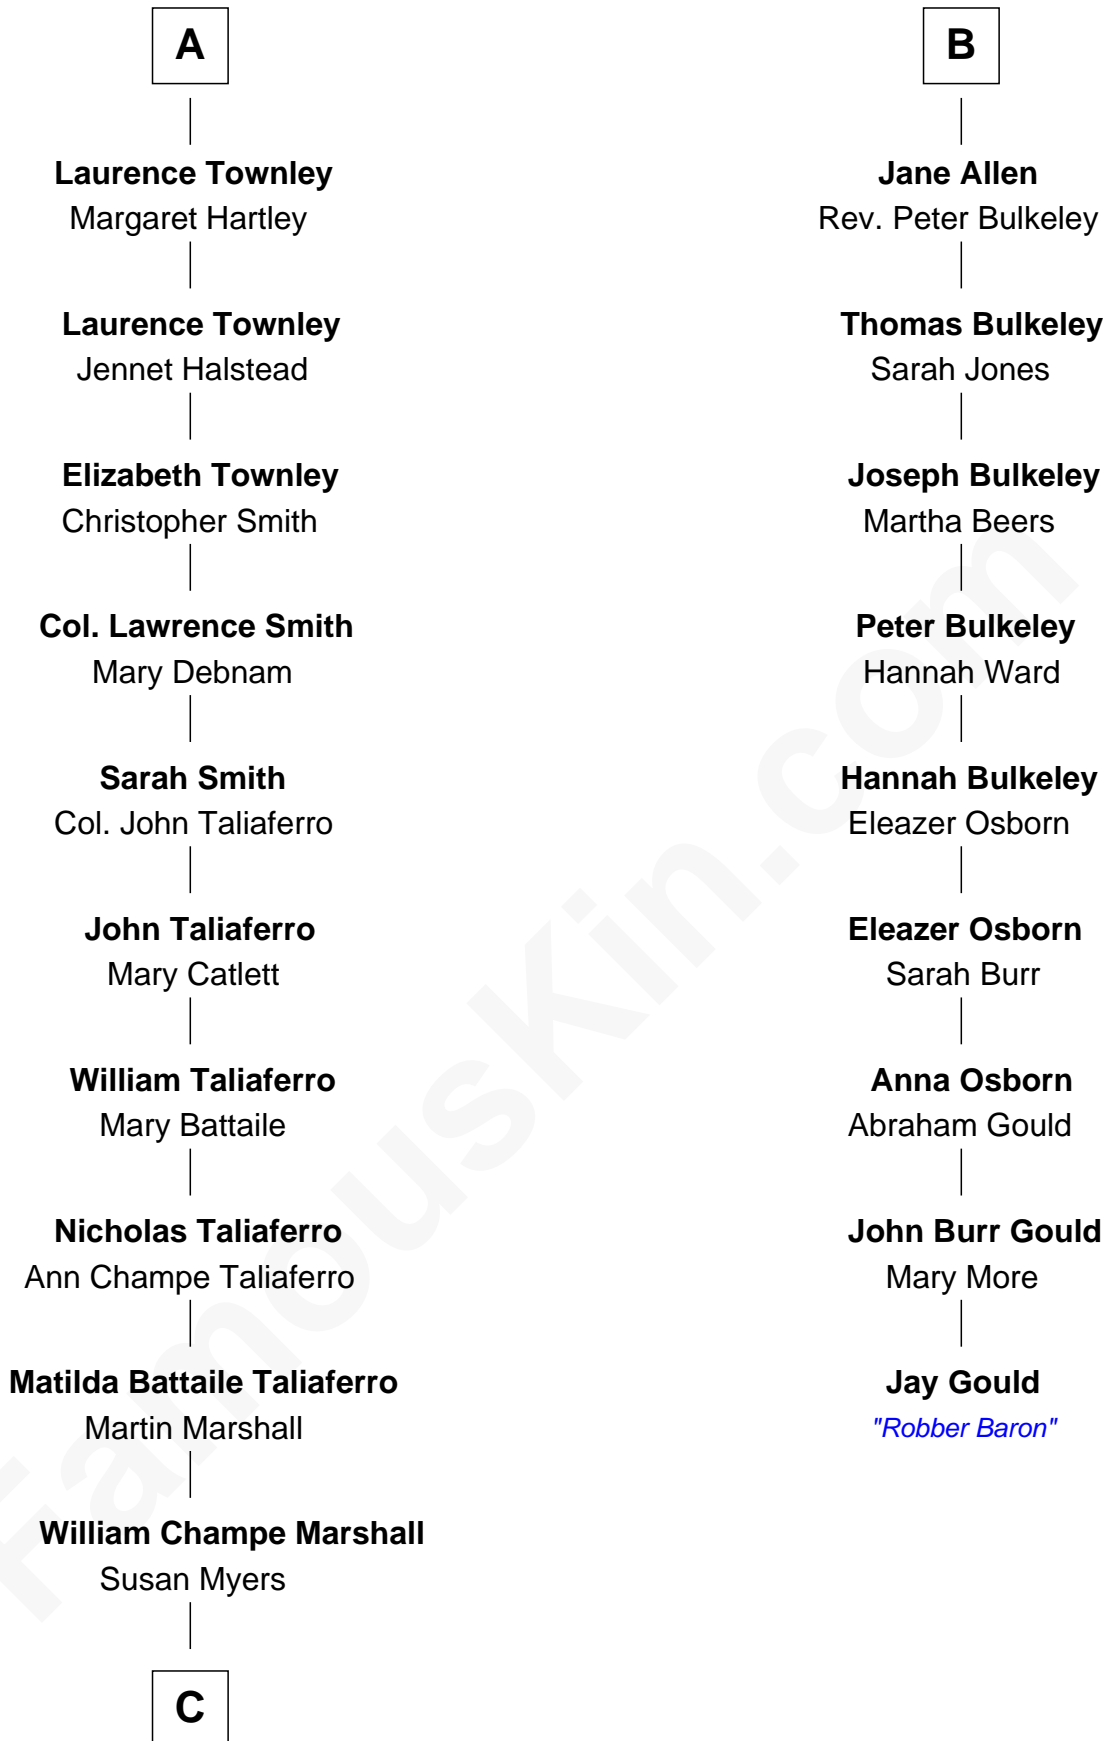 A
Laurence Townley
Margaret Hartley
Laurence Townley
Jennet Halstead
Elizabeth Townley
Christopher Smith
Col. Lawrence Smith
Mary Debnam
Sarah Smith
Col. John Taliaferro
John Taliaferro
Mary Catlett
William Taliaferro
Mary Battaile
Nicholas Taliaferro
Ann Champe Taliaferro
Matilda Battaile Taliaferro
Martin Marshall
William Champe Marshall
Susan Myers
C
B
Jane Allen
Rev. Peter Bulkeley
Thomas Bulkeley
Sarah Jones
Joseph Bulkeley
Martha Beers
Peter Bulkeley
Hannah Ward
Hannah Bulkeley
Eleazer Osborn
Eleazer Osborn
Sarah Burr
Anna Osborn
Abraham Gould
John Burr Gould
Mary More
Jay Gould
"Robber Baron"
FamousKin.com